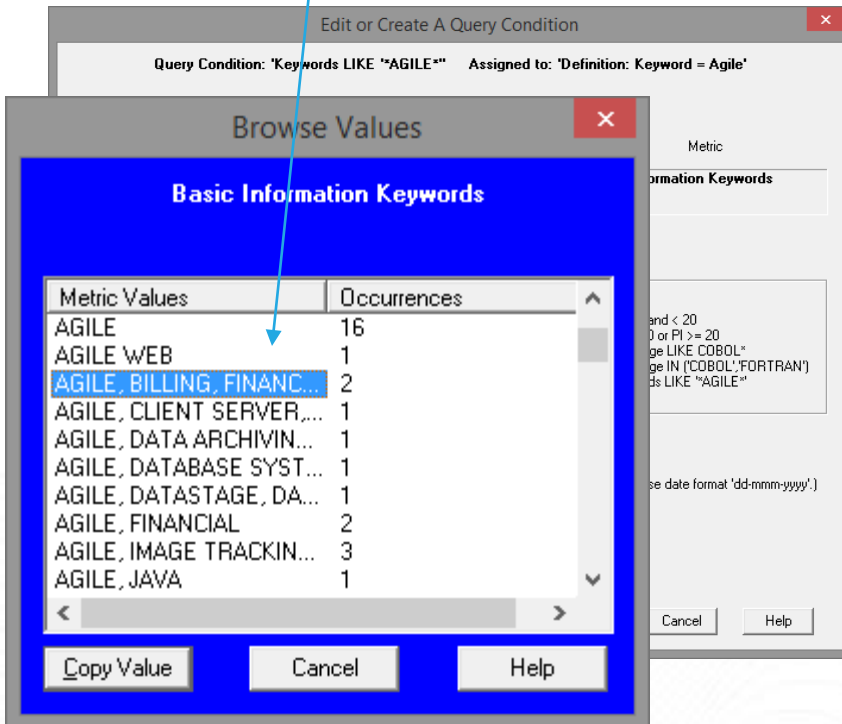 Edit or Create A Query Condition
Query Condition: 'Keywords LIKE '*AGILE*'' Assigned to: 'Definition: Keyword = Agile'
Browse Values
Metric
Basic Information Keywords
ormation Keywords
Metric Values Occurrences
AGILE 16
AGILE WEB 1
AGILE, BILLING, FINANC... 2
AGILE, CLIENT SERVER,... 1
AGILE, DATA ARCHIVIN... 1
AGILE, DATABASE SYST... 1
AGILE, DATASTAGE, DA... 1
AGILE, FINANCIAL 2
AGILE, IMAGE TRACKIN... 3
AGILE, JAVA 1
and < 20
0 or PI >= 20
ge LIKE COBOL*
ge IN ('COBOL','FORTRAN')
ds LIKE '*AGILE*'
se date format 'dd-mmm-yyyy'.)
Cancel Help
Copy Value Cancel Help